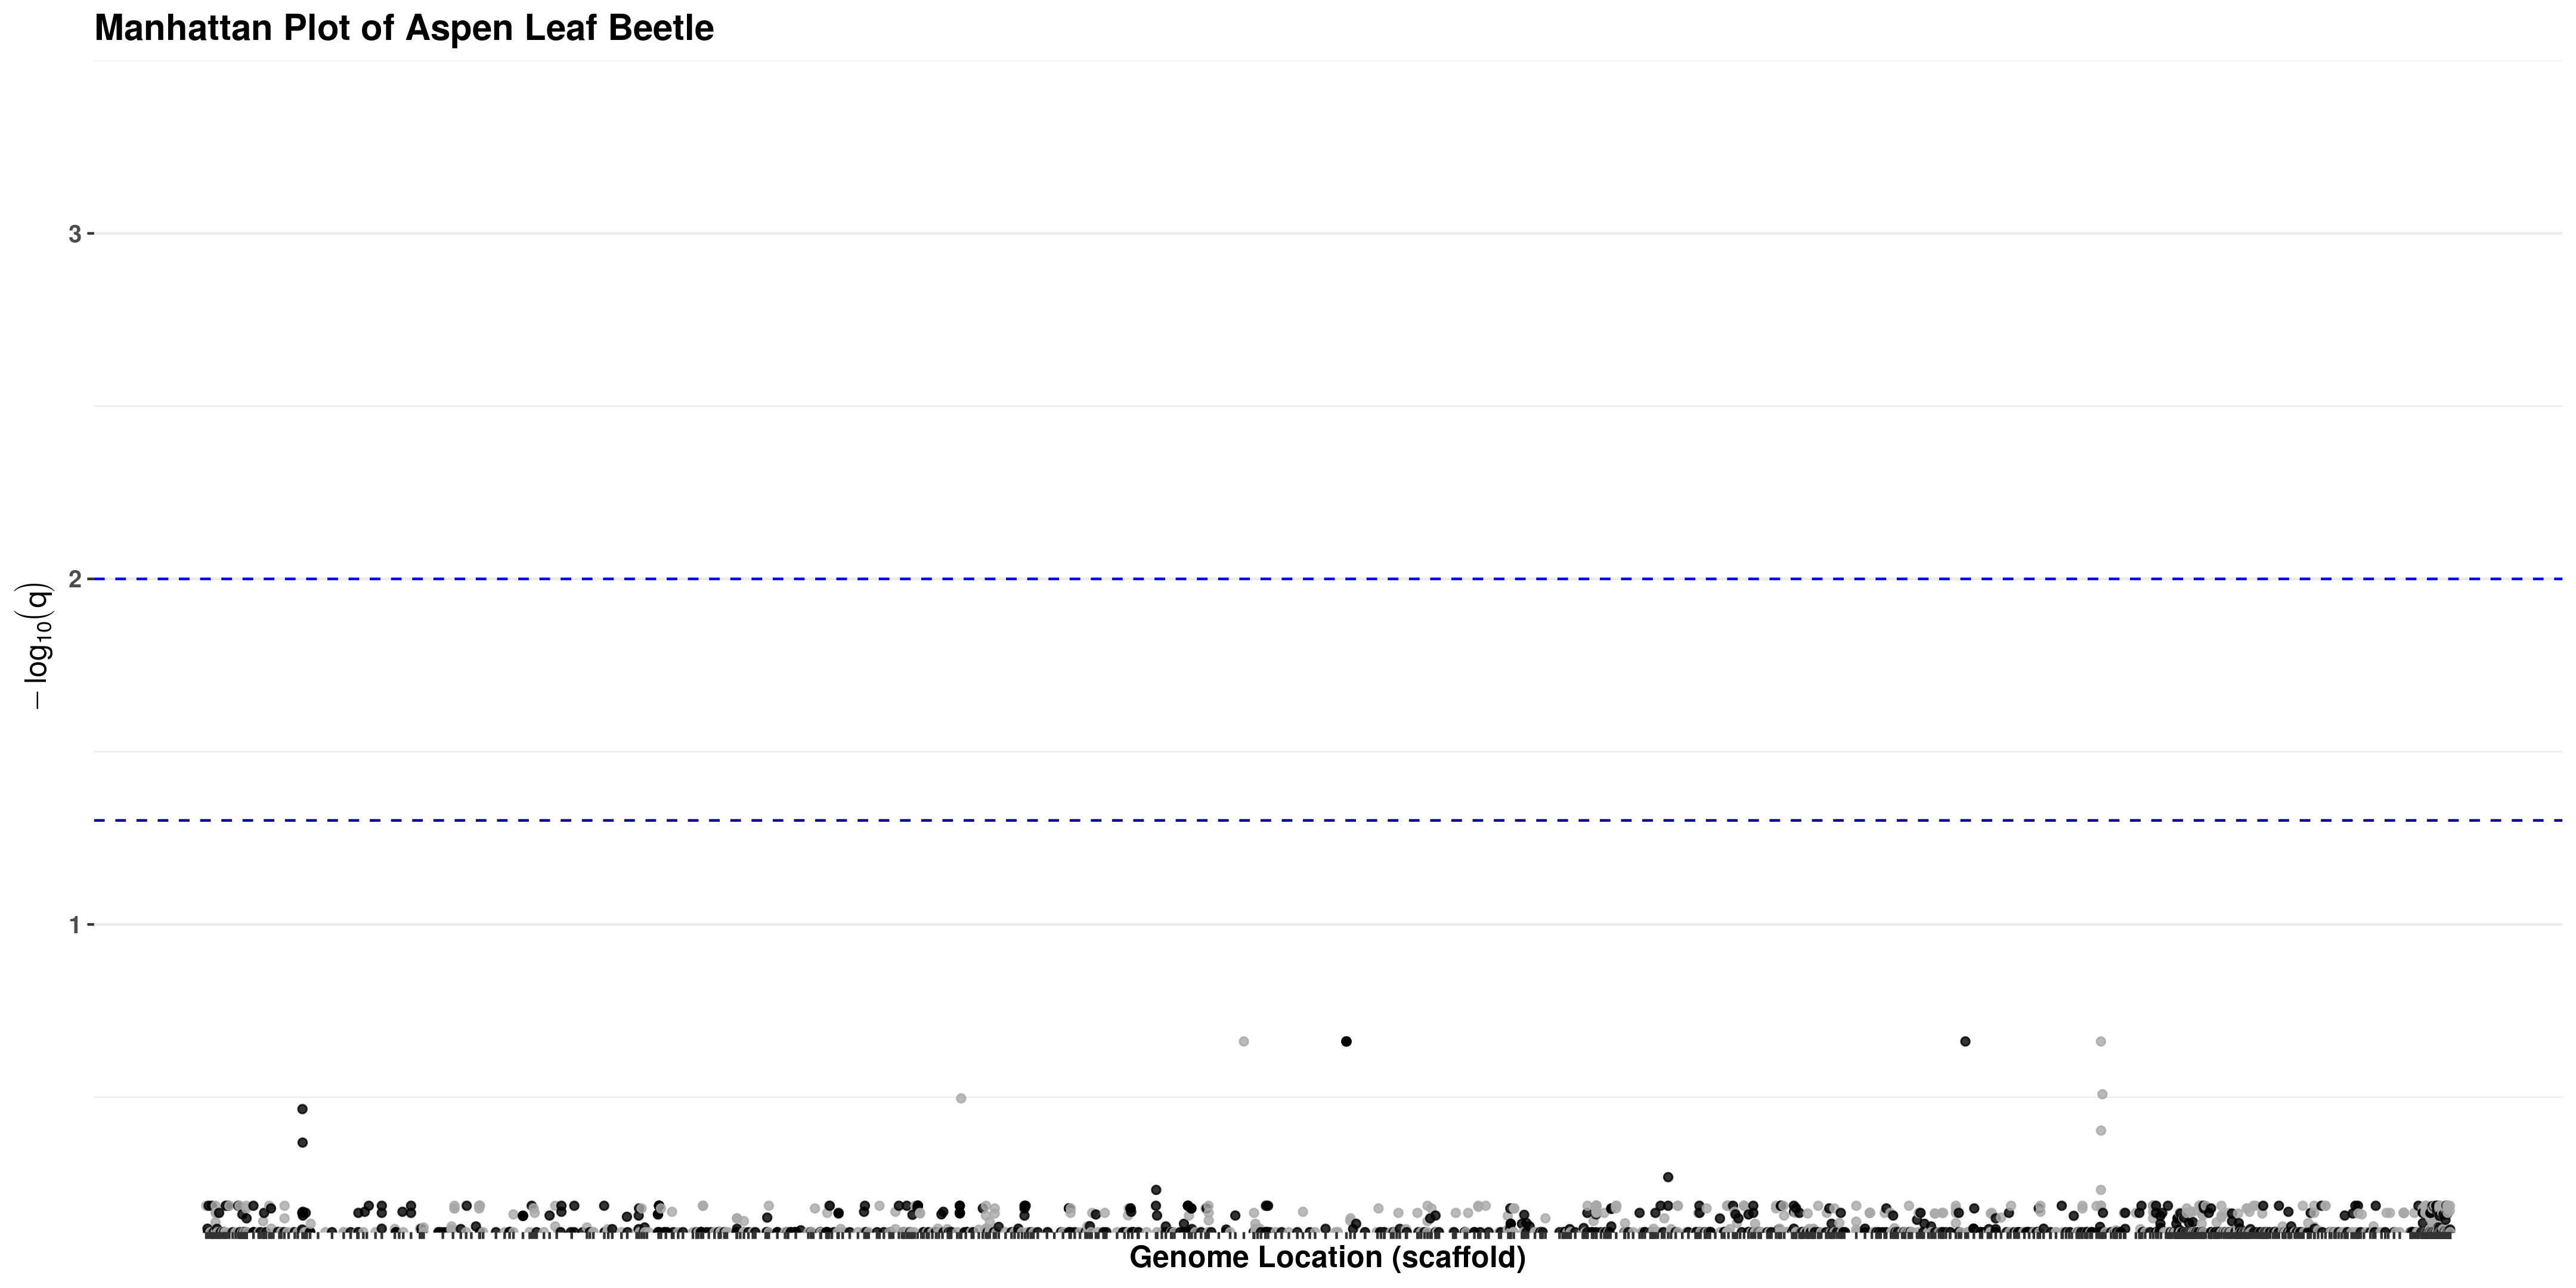 Manhattan Plot of Aspen Leaf Beetle
3
2
1
−log₁₀(q)
Genome Location (scaffold)